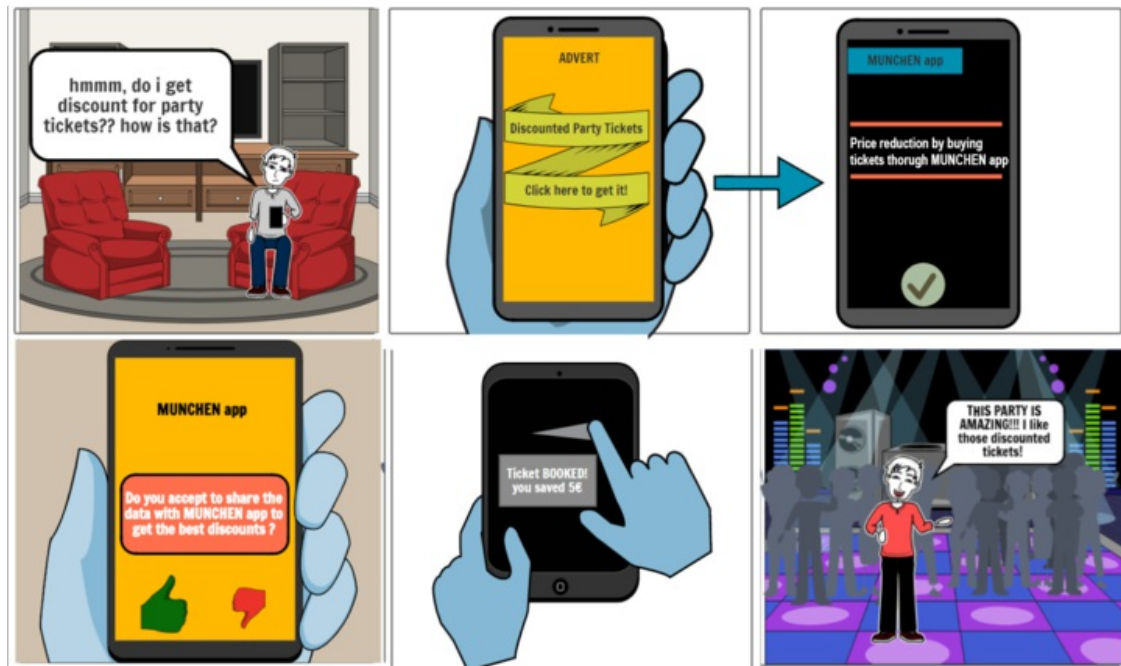 hmmm, do i get
discount for party
tickets?? how is that?
ADVERT
Discounted Party Tickets
Click here to get it!
MUNCHEN app
Price reduction by buying
tickets thorugh MUNCHEN app
MUNCHEN app
Do you accept to share the
data with MUNCHEN app to
get the best discounts ?
Ticket BOOKED!
you saved 5€
THIS PARTY IS
AMAZING!!! I like
those discounted
tickets!